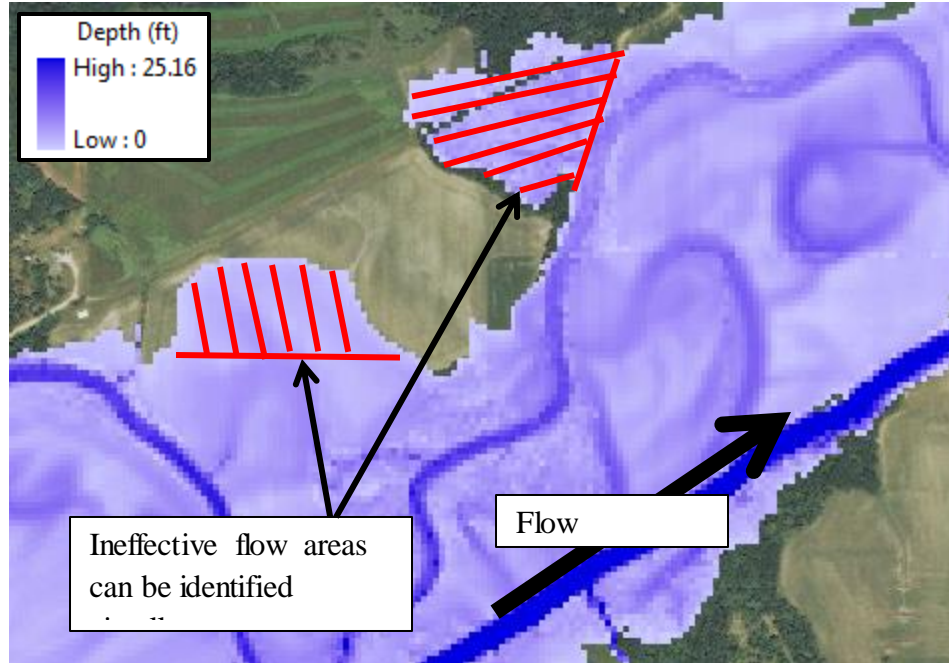 Depth (ft)
High : 25.16
Low : 0
Flow
Ineffective flow areas
can be identified